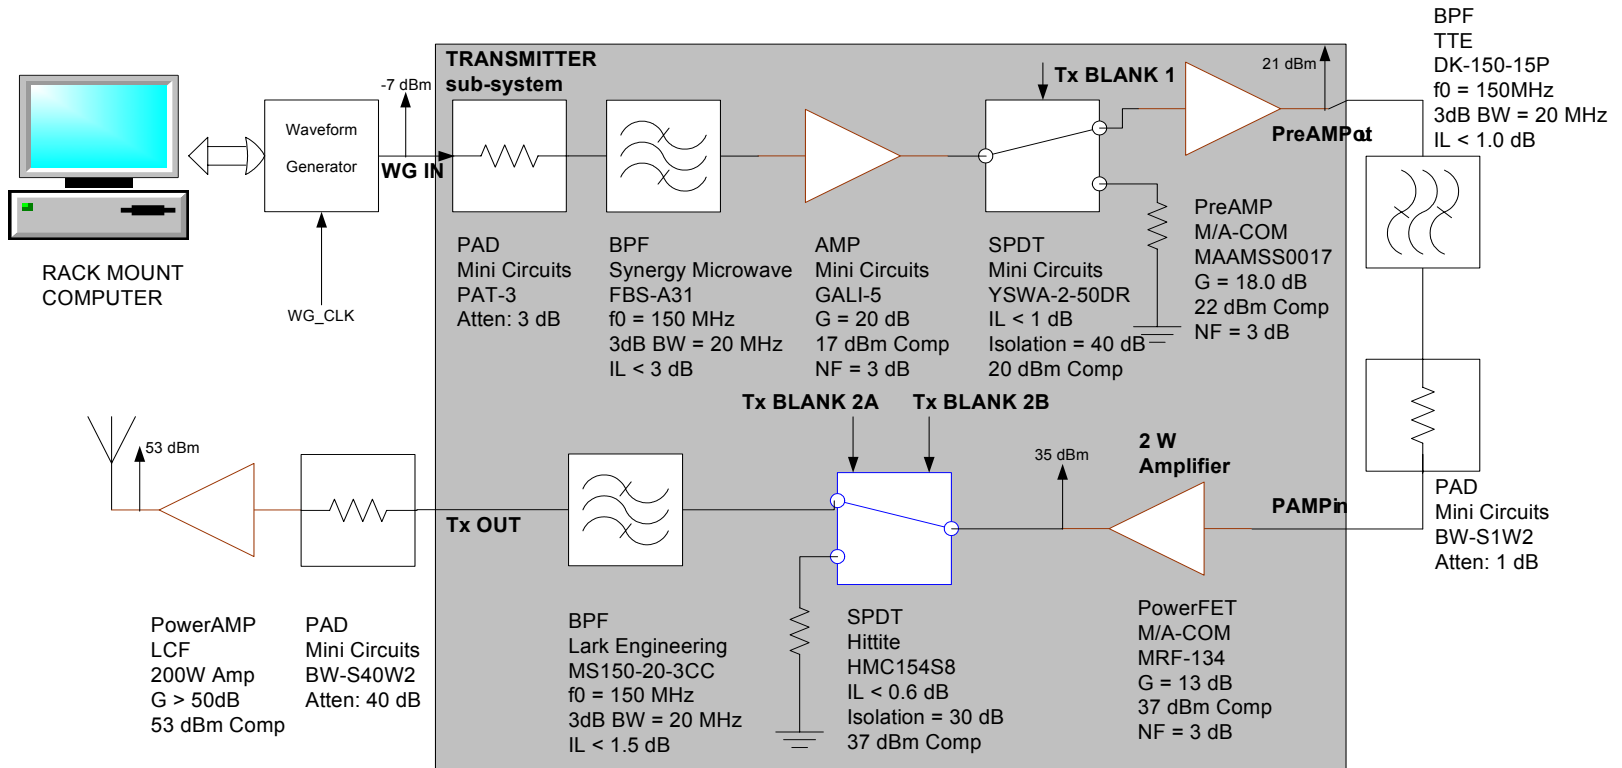 BPF
TTE
DK-150-15P
f0 = 150MHz
3dB BW = 20 MHz
IL < 1.0 dB
TRANSMITTER
sub-system
-7 dBm
Tx BLANK 1
21 dBm
Waveform
Generator
WG IN
PreAMPout
RACK MOUNT
COMPUTER
WG_CLK
PAD
Mini Circuits
PAT-3
Atten: 3 dB
BPF
Synergy Microwave
FBS-A31
f0 = 150 MHz
3dB BW = 20 MHz
IL < 3 dB
AMP
Mini Circuits
GALI-5
G = 20 dB
17 dBm Comp
NF = 3 dB
SPDT
Mini Circuits
YSWA-2-50DR
IL < 1 dB
Isolation = 40 dB
20 dBm Comp
PreAMP
M/A-COM
MAAMSS0017
G = 18.0 dB
22 dBm Comp
NF = 3 dB
Tx BLANK 2A
Tx BLANK 2B
53 dBm
35 dBm
2 W
Amplifier
Tx OUT
PAMPin
PAD
Mini Circuits
BW-S1W2
Atten: 1 dB
PowerAMP
LCF
200W Amp
G > 50dB
53 dBm Comp
PAD
Mini Circuits
BW-S40W2
Atten: 40 dB
BPF
Lark Engineering
MS150-20-3CC
f0 = 150 MHz
3dB BW = 20 MHz
IL < 1.5 dB
SPDT
Hittite
HMC154S8
IL < 0.6 dB
Isolation = 30 dB
37 dBm Comp
PowerFET
M/A-COM
MRF-134
G = 13 dB
37 dBm Comp
NF = 3 dB